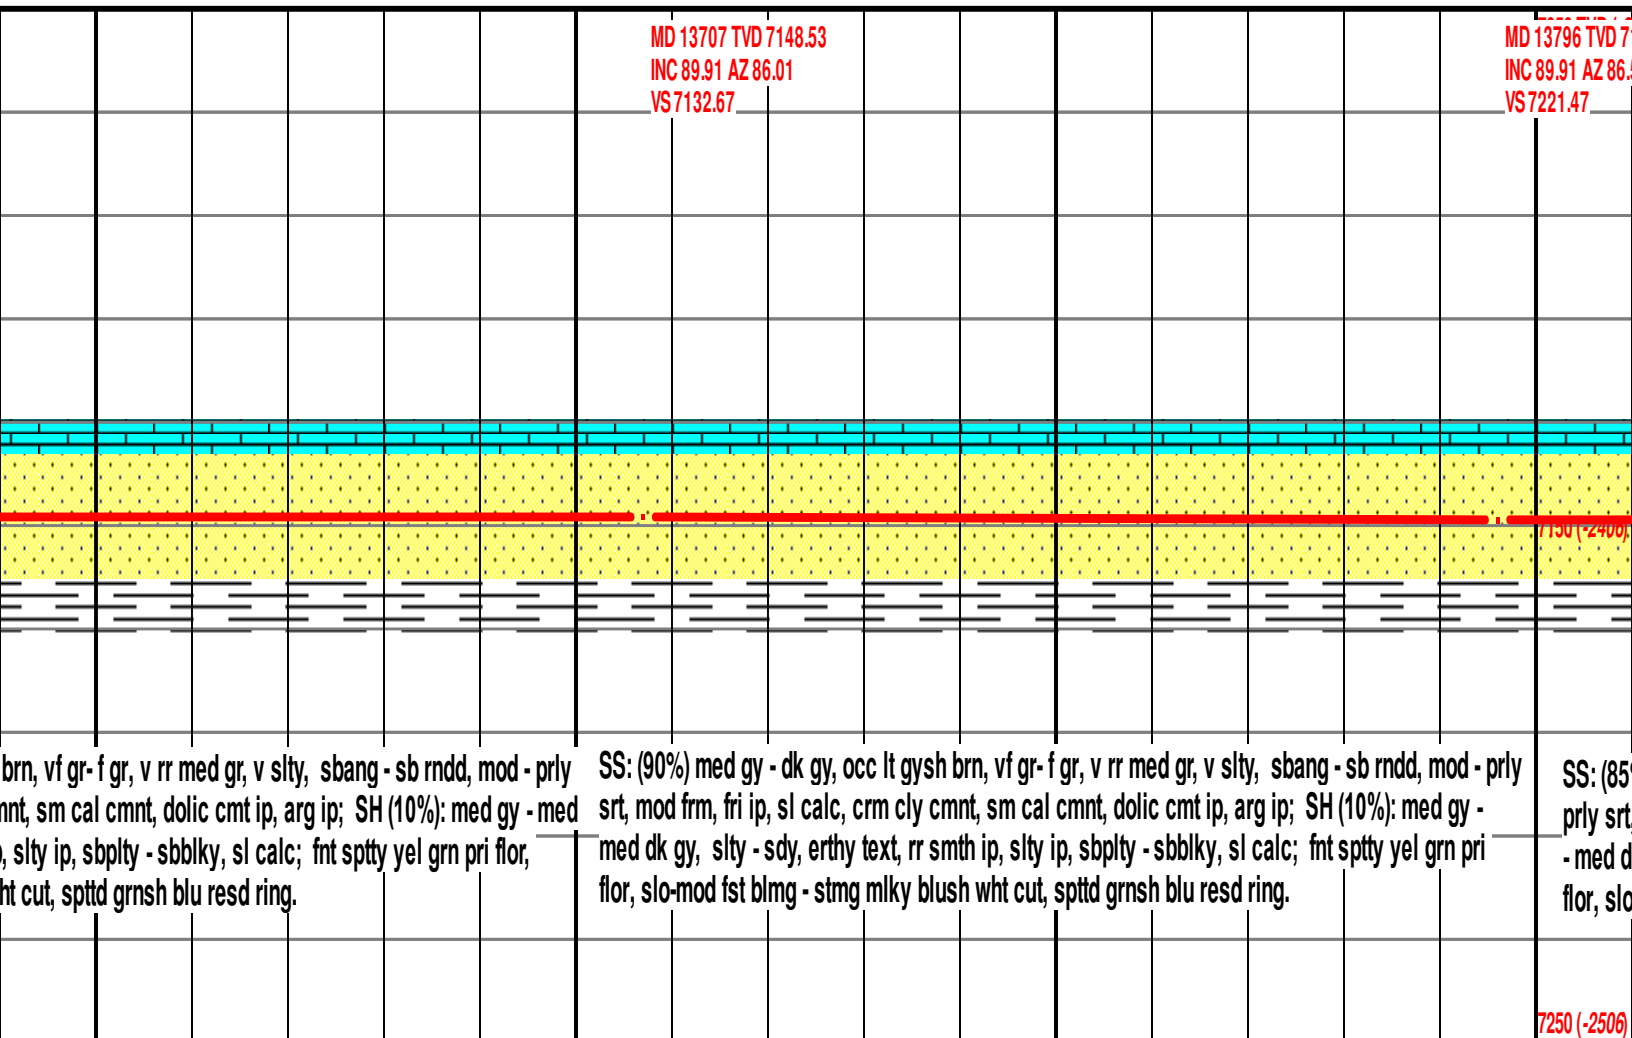 MD 13707 TVD 7148.53
INC 89.91 AZ 86.01
VS 7132.67
MD 13796 TVD
INC 89.91 AZ
VS 7221.47
7150 (-2406)
brn, vf gr- f gr, v rr med gr, v slty, sbang - sb rndd, mod - prly
sm cal cmnt, dolic cmt ip, arg ip; SH (10%): med gy - med
slty ip, sbplty - sbblky, sl calc; fnt sptty yel grn pri flor,
cut, spttd grnsh blu resd ring.
SS: (90%) med gy - dk gy, occ lt gysh brn, vf gr- f gr, v rr med gr, v slty, sbang - sb rndd, mod - prly
srt, mod frm, fri ip, sl calc, crm cly cmnt, sm cal cmnt, dolic cmt ip, arg ip; SH (10%): med gy -
med dk gy, slty - sdy, erthy text, rr smth ip, slty ip, sbplty - sbblky, sl calc; fnt sptty yel grn pri
flor, slo-mod fst blmg - stmg mlky blush wht cut, spttd grnsh blu resd ring.
SS: (85
prly srt,
- med
flor,
7250 (-2506)